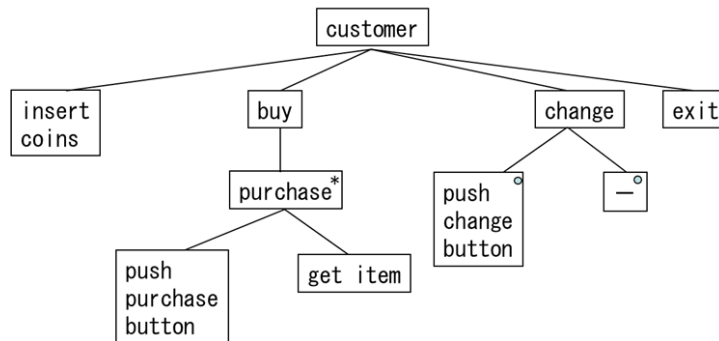 customer
insert
coins
buy
change
exit
purchase*
push
change
button
—
push
purchase
button
get item